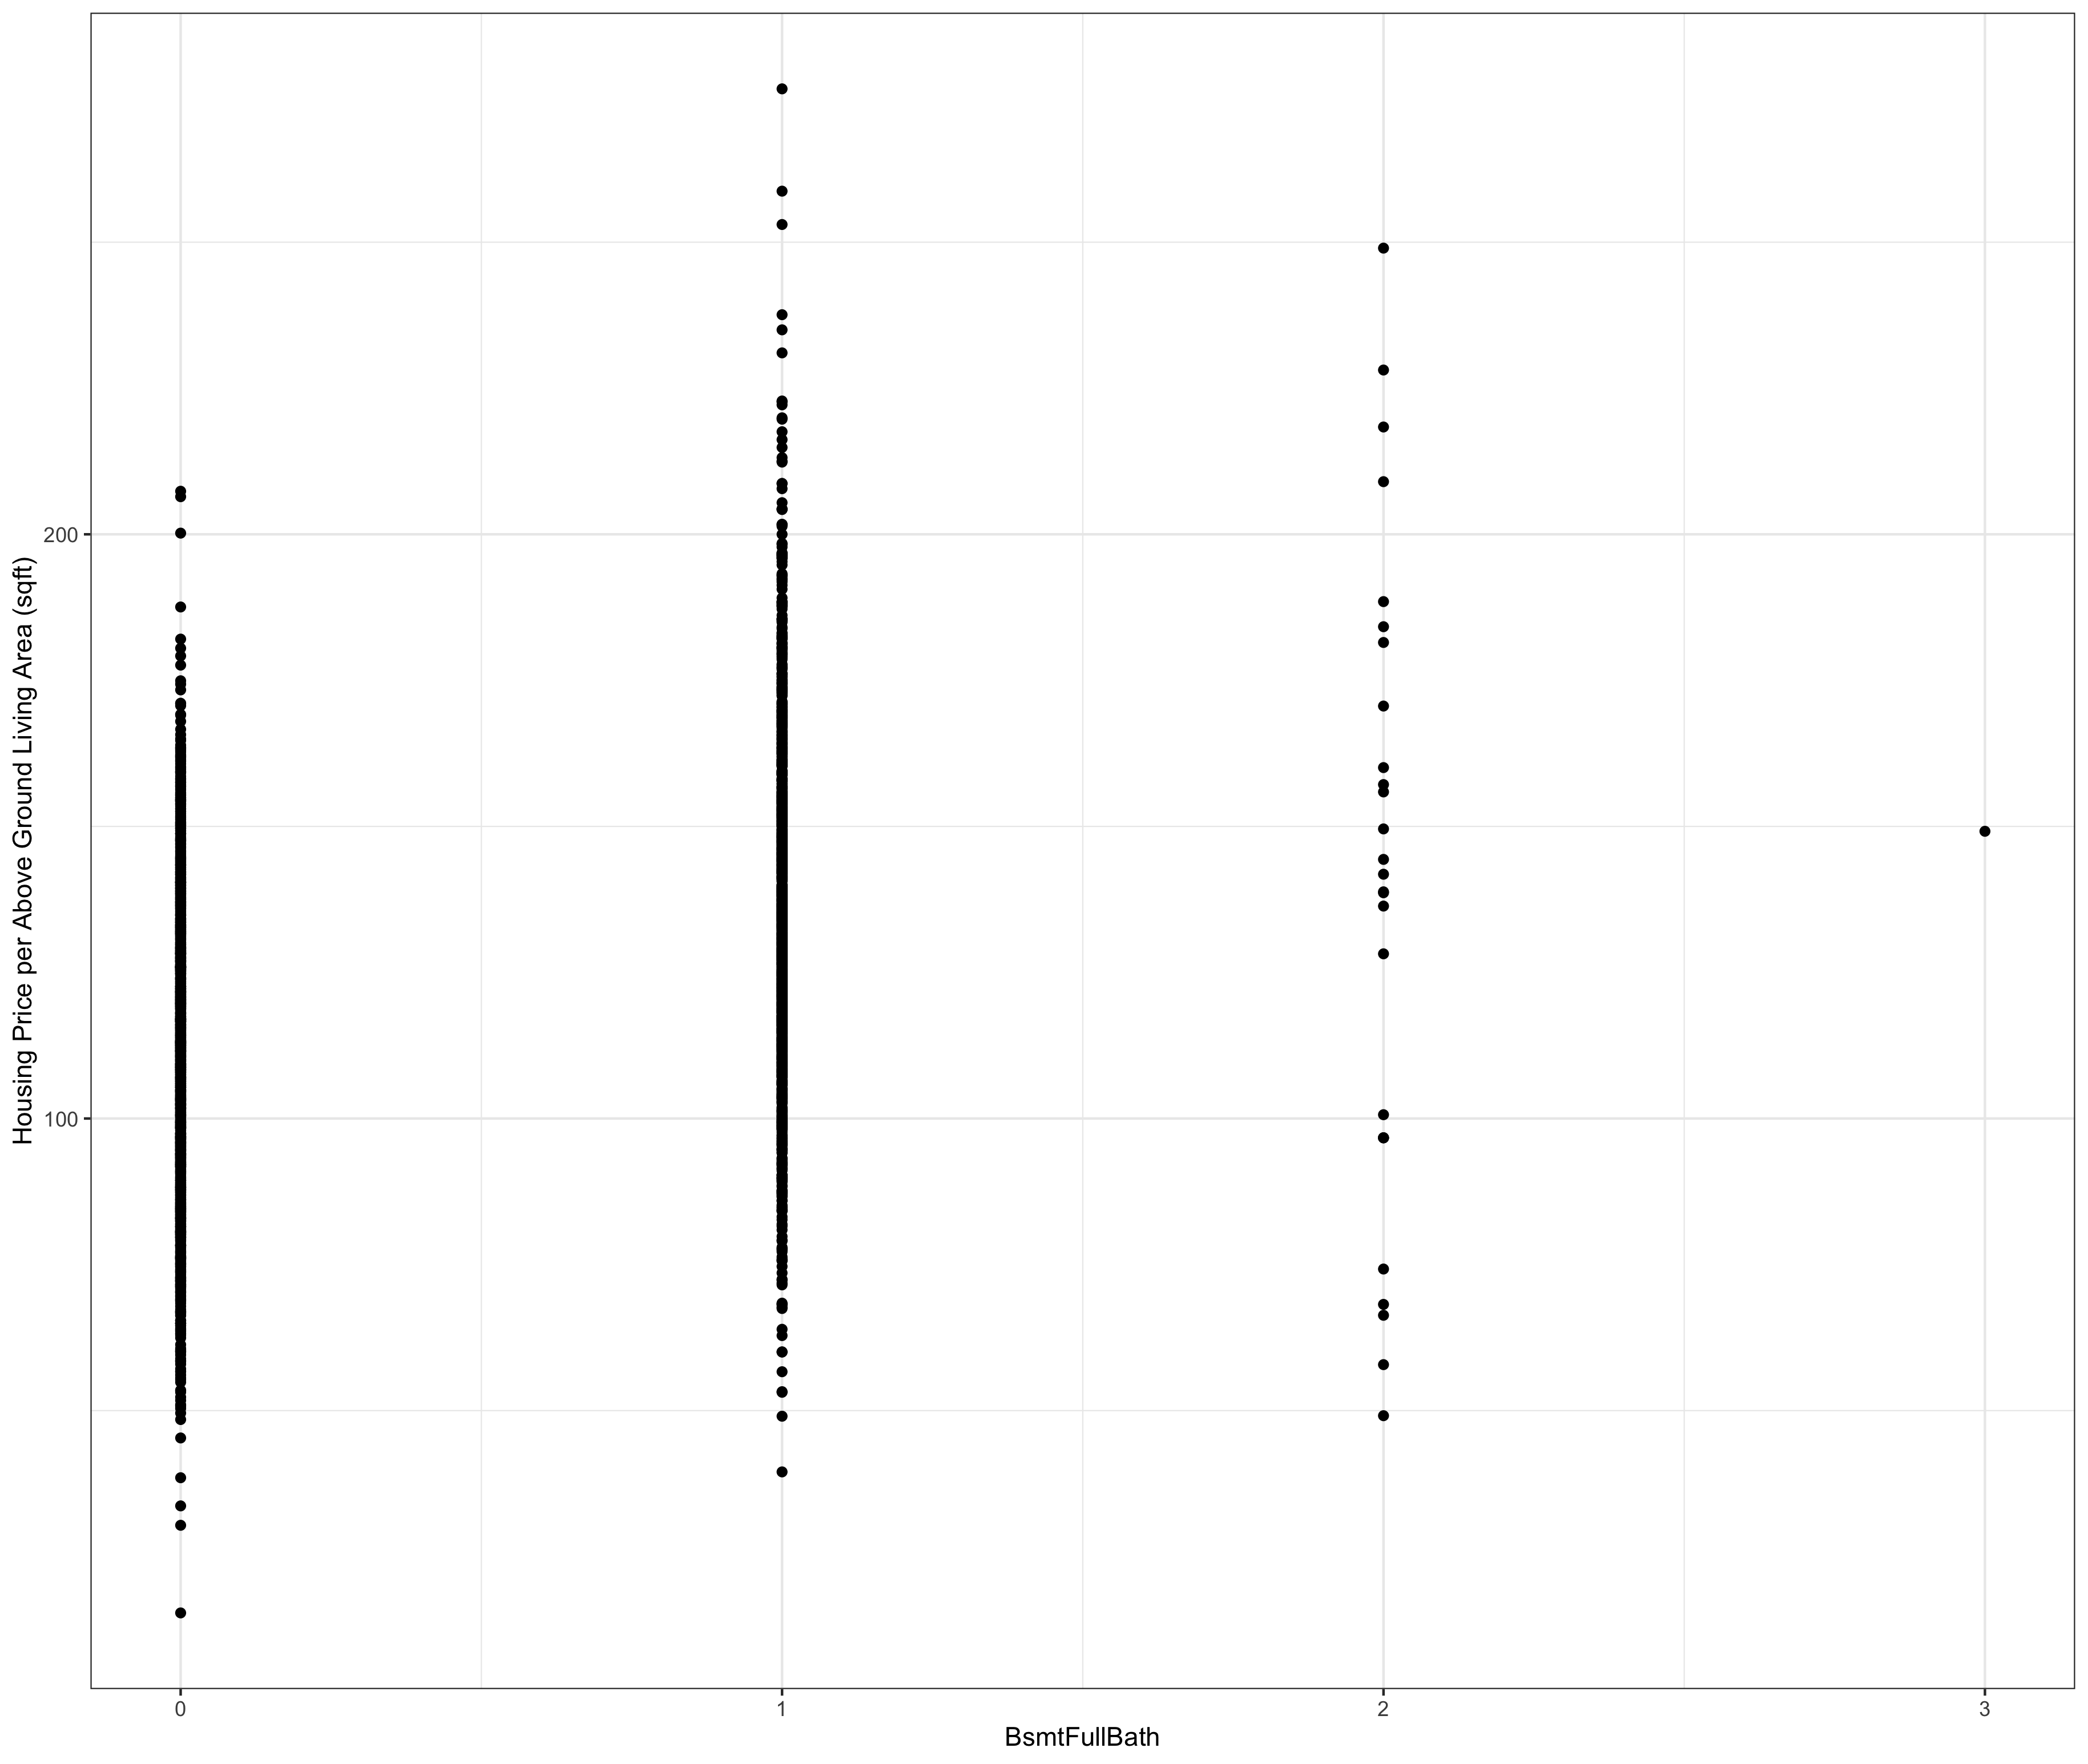 Housing Price per Above Ground Living Area (sqft)
200
100
0 1 2 3
BsmtFullBath